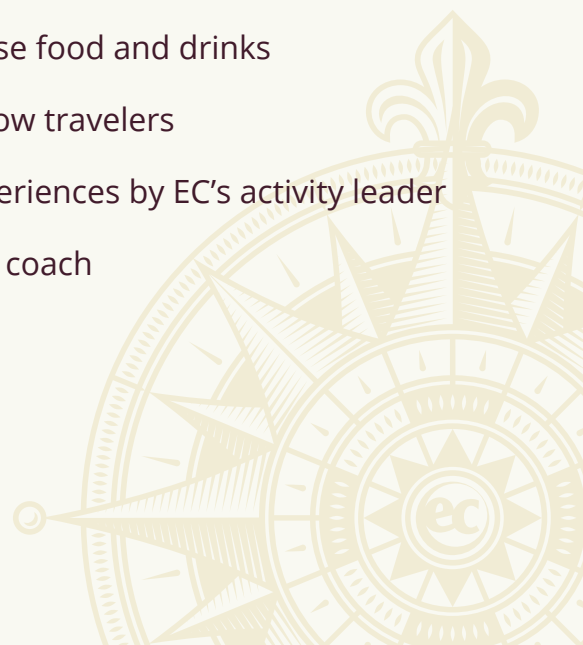 se food and drinks
ow travelers
eriences by EC’s activity leader
coach
ec